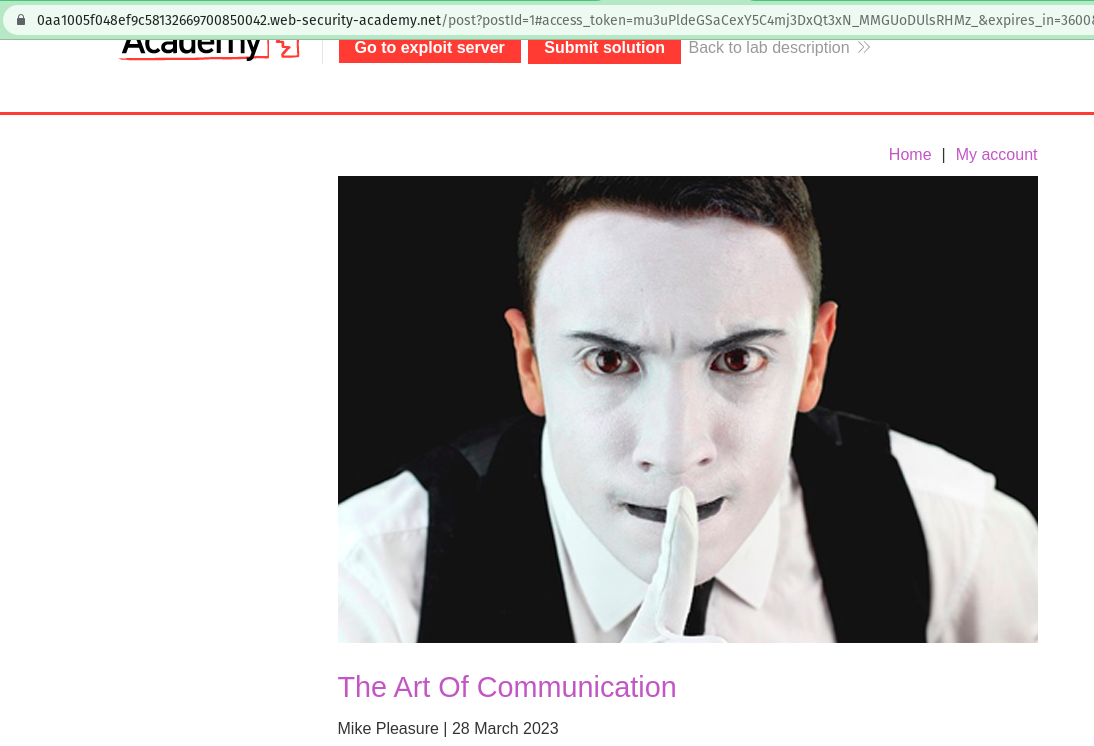 0aa1005f048ef9c58132669700850042.web-security-academy.net/post?postId=1#access_token=mu3uPldeGSaCexY5C4mj3DxQt3xN_MMGUoDUlsRHMz_&expires_in=3600&
Academy
Go to exploit server Submit solution Back to lab description
Home | My account
The Art Of Communication
Mike Pleasure | 28 March 2023